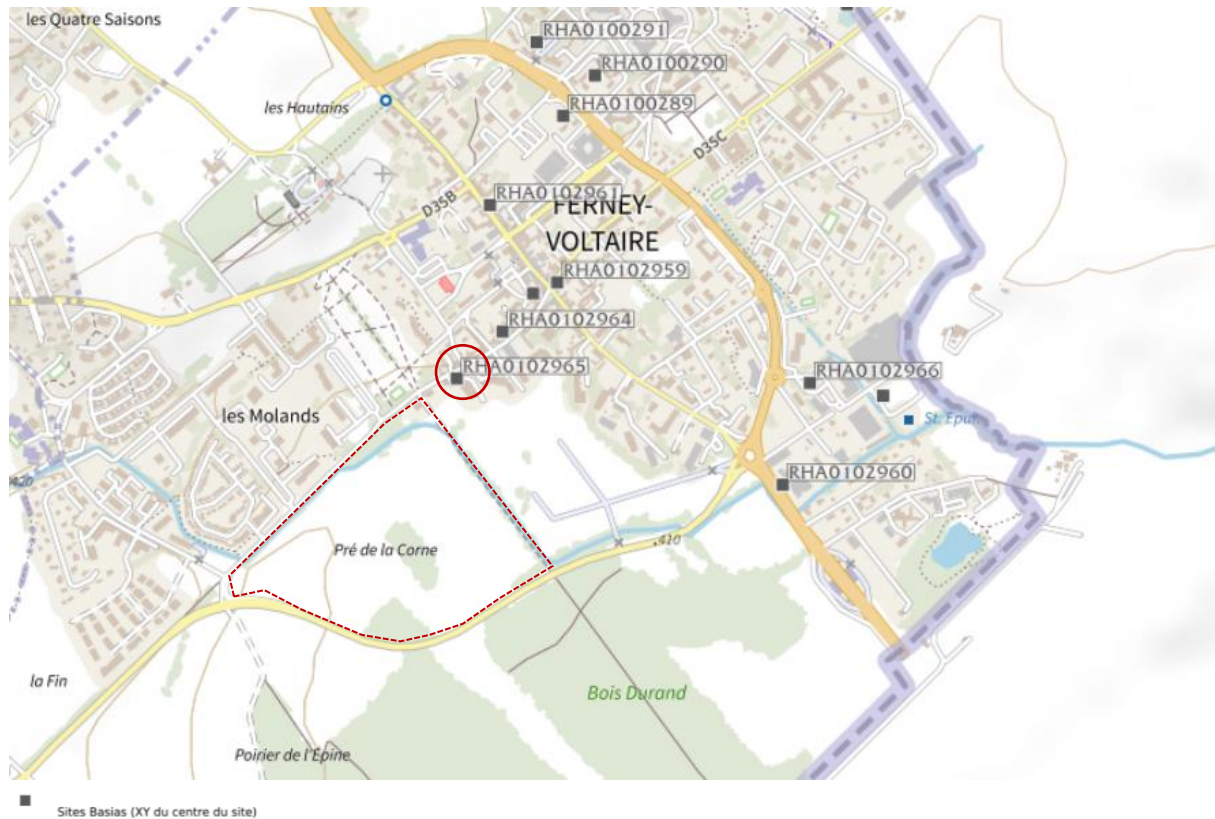 les Quatre Saisons
RHA0100291
RHA0100290
les Hautains
RHA0100289
D35C
D35B
RHA0102961
FERNEY-
VOLTAIRE
RHA0102959
RHA0102964
RHA0102965
RHA0102966
les Molands
St. Epur.
420
RHA0102960
Pré de la Corne
.410
la Fin
Bois Durand
Poirier de l'Épine
Sites Basias (XY du centre du site)